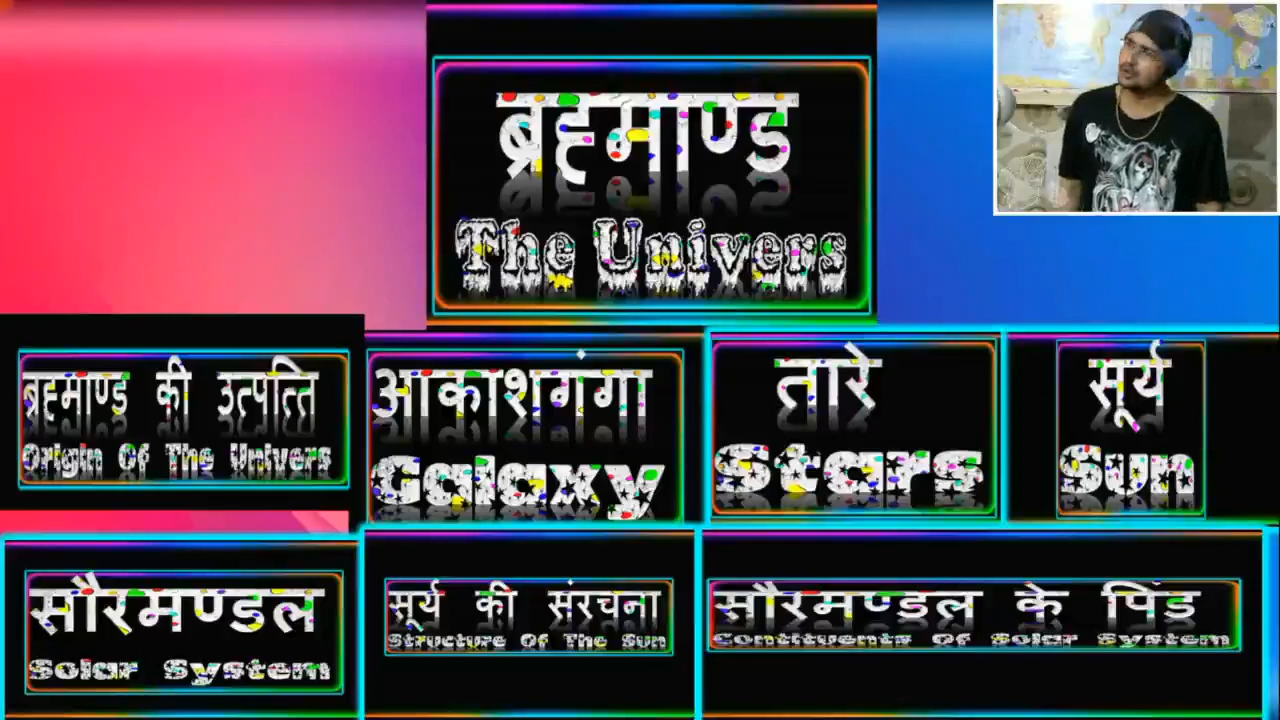 ब्रह्माण्ड
The Univers
ब्रह्माण्ड की उत्पत्ति
Origin Of The Univers
आकाशगंगा
Galaxy
तारे
Stars
सूर्य
Sun
सौरमण्डल
Solar System
सूर्य की संरचना
Structure Of The Sun
सौरमण्डल के पिंड
Contituents Of Solar System